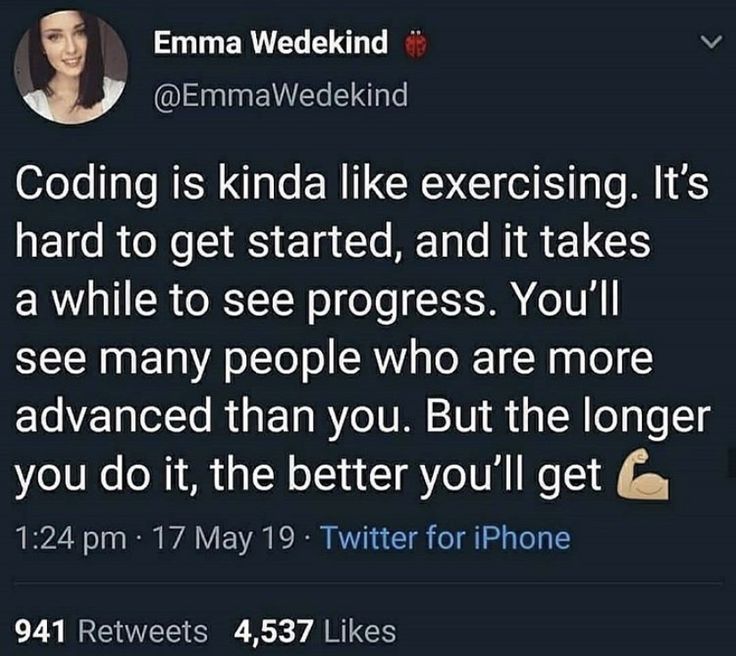 Emma Wedekind 🐞
@EmmaWedekind
Coding is kinda like exercising. It's
hard to get started, and it takes
a while to see progress. You'll
see many people who are more
advanced than you. But the longer
you do it, the better you'll get 💪🏼
1:24 pm · 17 May 19 · Twitter for iPhone
941 Retweets 4,537 Likes